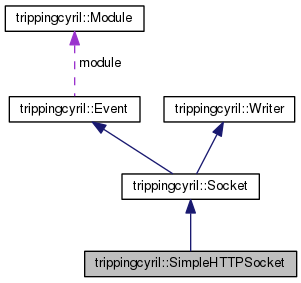 trippingcyril::Module
module
trippingcyril::Event
trippingcyril::Writer
trippingcyril::Socket
trippingcyril::SimpleHTTPSocket